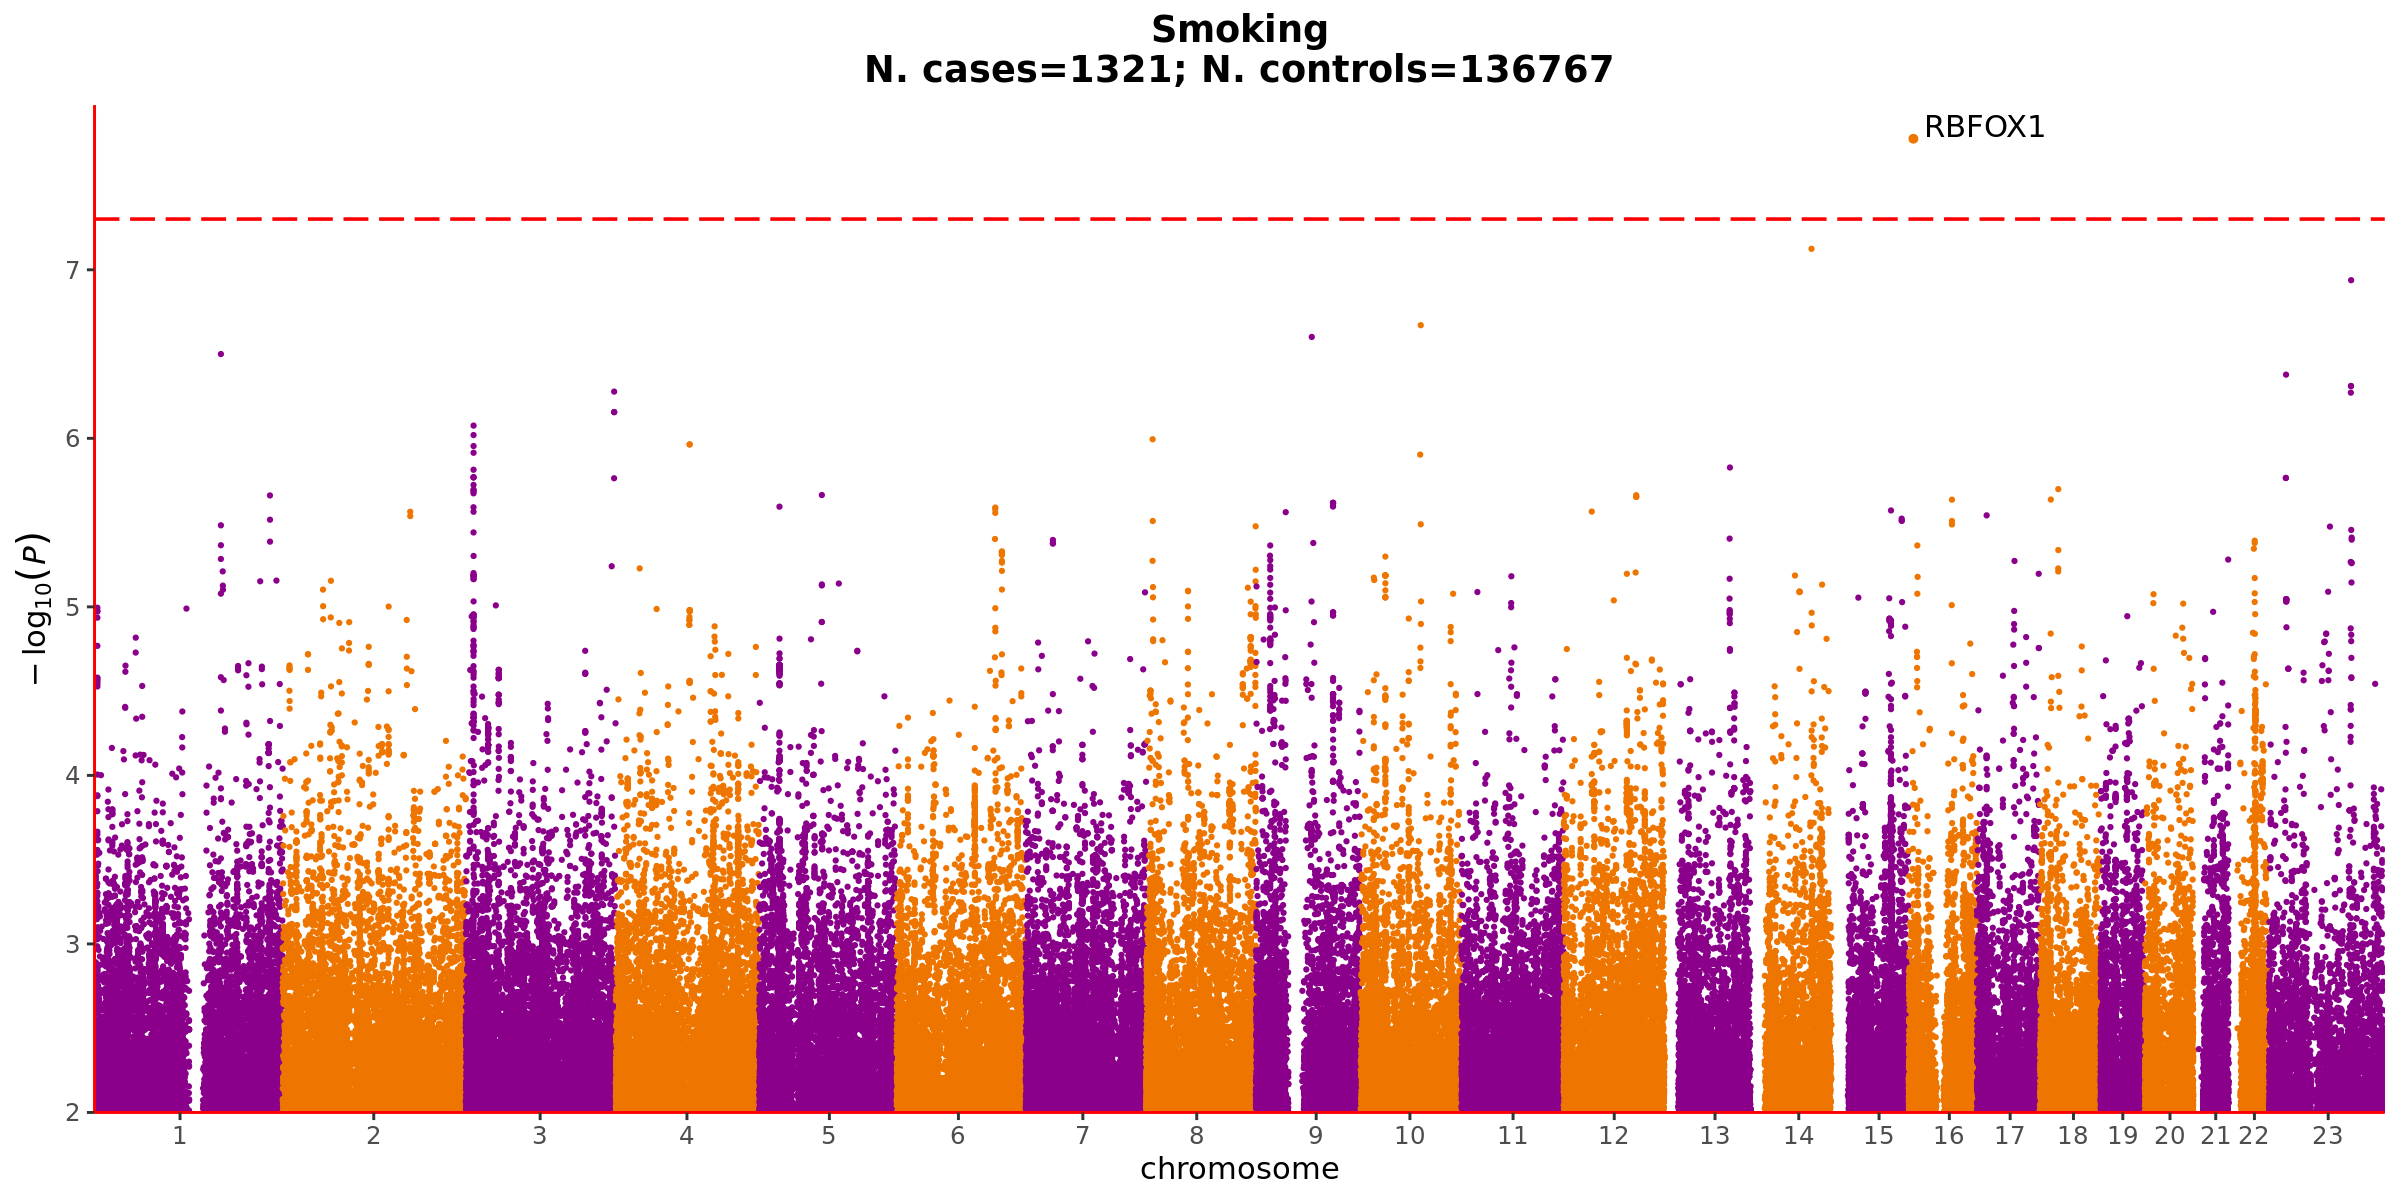 Smoking
N. cases=1321; N. controls=136767
RBFOX1
7
6
5
4
3
2
−log₁₀(P)
1 2 3 4 5 6 7 8 9 10 11 12 13 14 15 16 17 18 19 20 21 22 23
chromosome